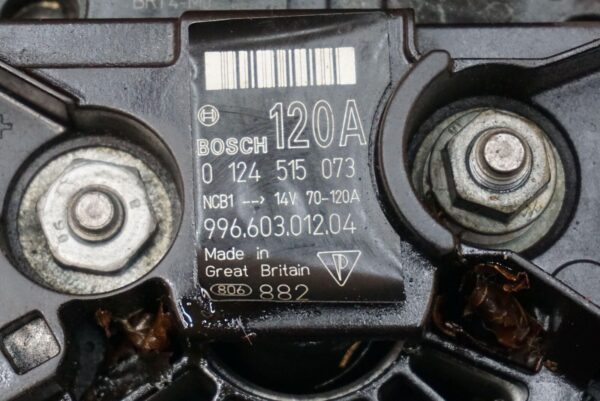 BOSCH 120A
0 124 515 073
NCB1 --> 14V 70-120A
996.603.012.04
Made in
Great Britain
806 882